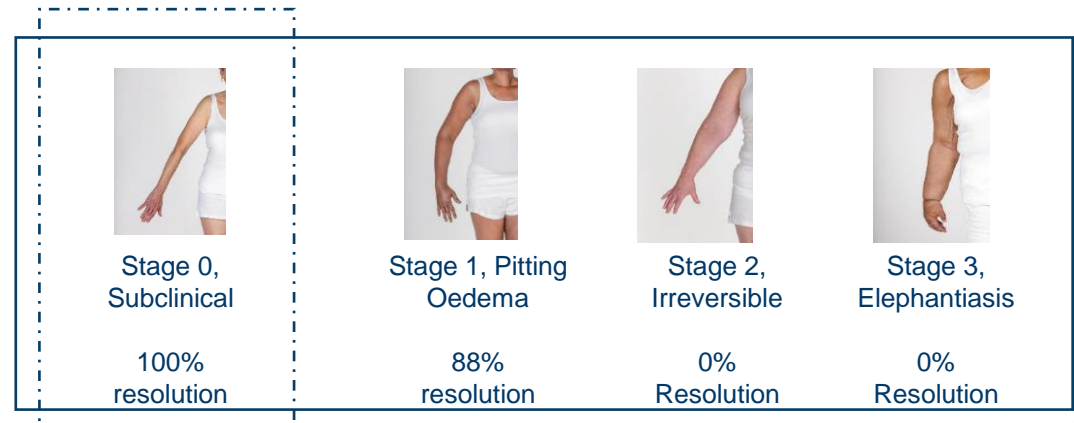 Stage 0,
Subclinical
100%
resolution
Stage 1, Pitting
Oedema
88%
resolution
Stage 2,
Irreversible
0%
Resolution
Stage 3,
Elephantiasis
0%
Resolution